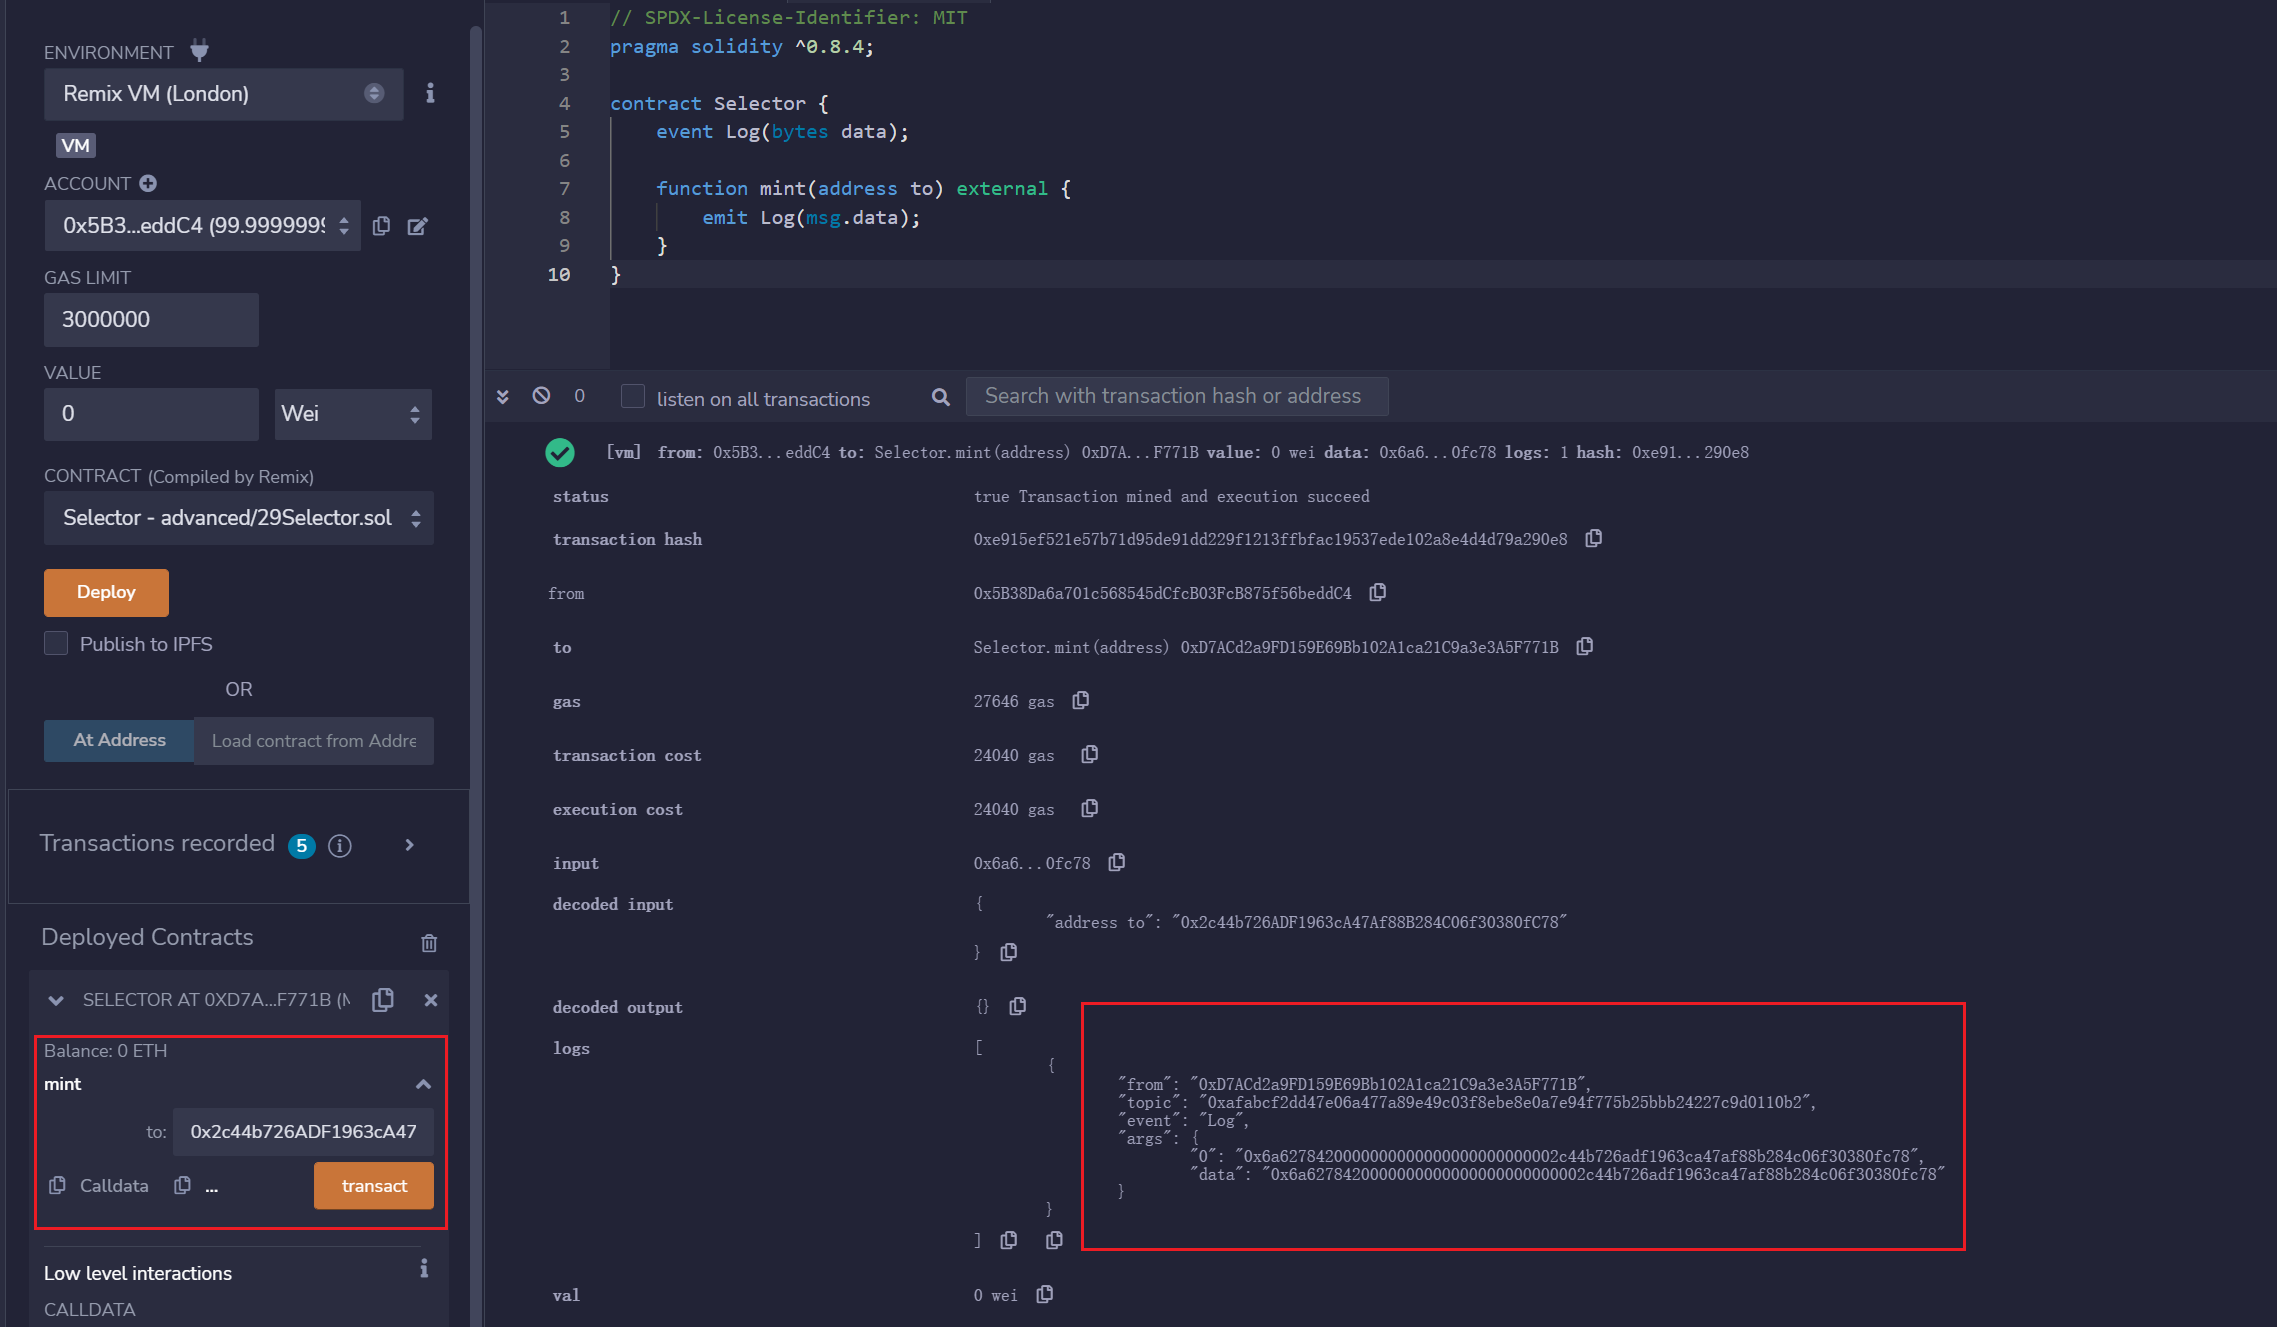 ENVIRONMENT
Remix VM (London)
VM
ACCOUNT
0x5B3...eddC4 (99.9999999
GAS LIMIT
3000000
VALUE
0
Wei
CONTRACT (Compiled by Remix)
Selector - advanced/29Selector.sol
Deploy
Publish to IPFS
OR
At Address
Load contract from Addre
Transactions recorded 5
Deployed Contracts
SELECTOR AT 0XD7A...F771B (M
Balance: 0 ETH
mint
to: 0x2c44b726ADF1963cA47
Calldata ... transact
Low level interactions
CALLDATA
1 // SPDX-License-Identifier: MIT
2 pragma solidity ^0.8.4;
3
4 contract Selector {
5 event Log(bytes data);
6
7 function mint(address to) external {
8 emit Log(msg.data);
9 }
10 }
0 listen on all transactions Search with transaction hash or address
[vm] from: 0x5B3...eddC4 to: Selector.mint(address) 0xD7A...F771B value: 0 wei data: 0x6a6...0fc78 logs: 1 hash: 0xe91...290e8
status true Transaction mined and execution succeed
transaction hash 0xe915ef521e57b71d95de91dd229f1213ffbfac19537ede102a8e4d4d79a290e8
from 0x5B38Da6a701c568545dCfcB03FcB875f56beddC4
to Selector.mint(address) 0xD7ACd2a9FD159E69Bb102A1ca21C9a3e3A5F771B
gas 27646 gas
transaction cost 24040 gas
execution cost 24040 gas
input 0x6a6...0fc78
decoded input {
"address to": "0x2c44b726ADF1963cA47Af88B284C06f30380fC78"
}
decoded output {}
logs [
{
"from": "0xD7ACd2a9FD159E69Bb102A1ca21C9a3e3A5F771B",
"topic": "0xafabcf2dd47e06a477a89e49c03f8ebe8e0a7e94f775b25bbb24227c9d0110b2",
"event": "Log",
"args": {
"0": "0x6a6278420000000000000000000000002c44b726adf1963ca47af88b284c06f30380fc78",
"data": "0x6a6278420000000000000000000000002c44b726adf1963ca47af88b284c06f30380fc78"
}
}
]
val 0 wei